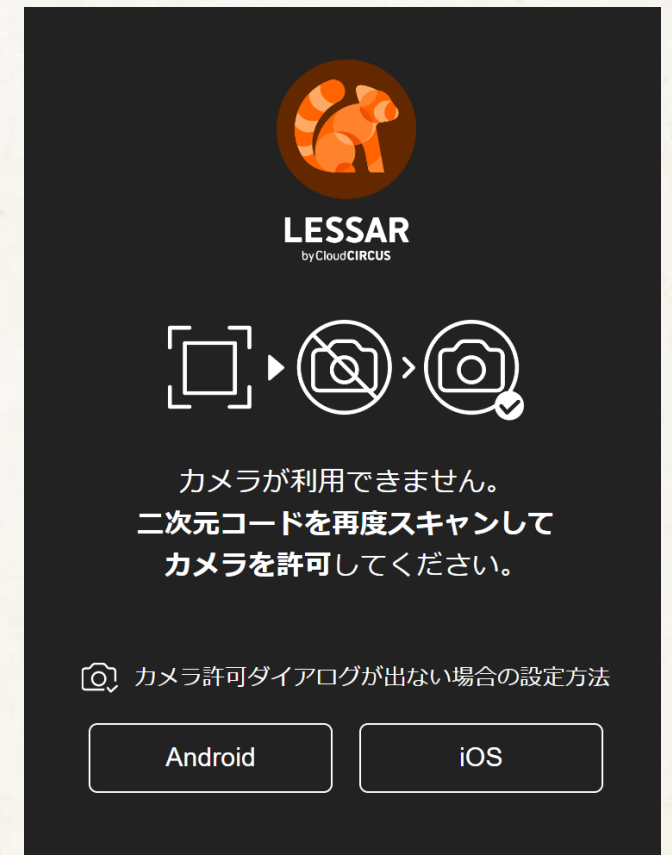 LESSAR
by CloudCIRCUS
カメラが利用できません。
二次元コードを再度スキャンして
カメラを許可してください。
カメラ許可ダイアログが出ない場合の設定方法
Android
iOS